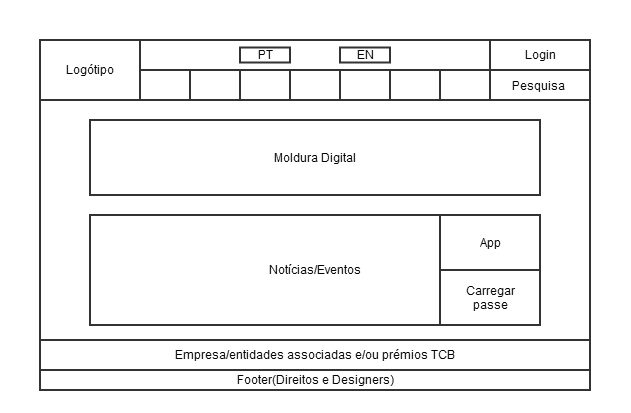 Logótipo
PT
EN
Login
Pesquisa
Moldura Digital
Notícias/Eventos
App
Carregar
passe
Empresa/entidades associadas e/ou prémios TCB
Footer(Direitos e Designers)